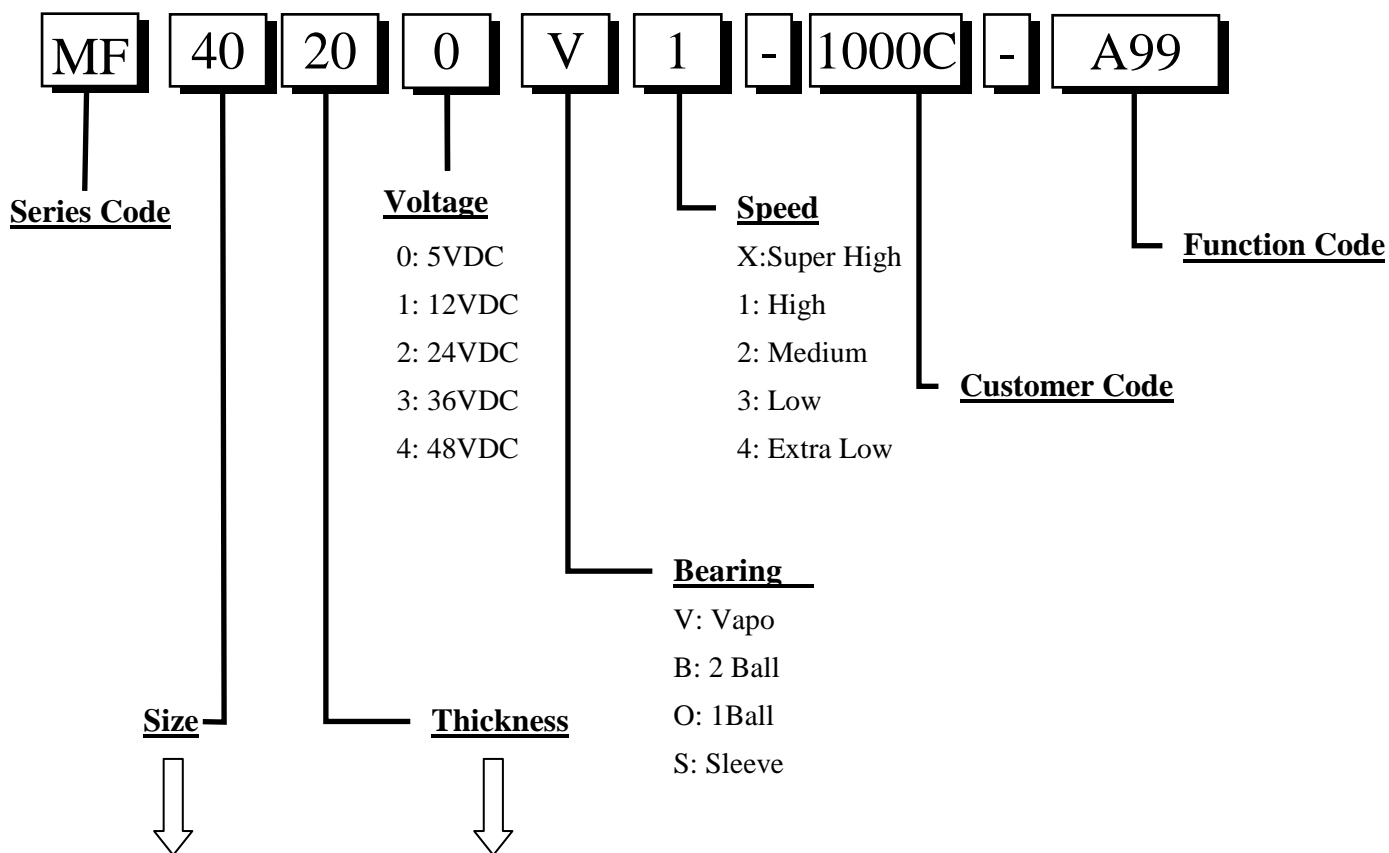 MF 40 20 0 V 1 - 1000C - A99
Series Code
Voltage
0: 5VDC
1: 12VDC
2: 24VDC
3: 36VDC
4: 48VDC
Speed
X:Super High
1: High
2: Medium
3: Low
4: Extra Low
Function Code
Customer Code
Bearing
V: Vapo
B: 2 Ball
O: 1Ball
S: Sleeve
Size
Thickness